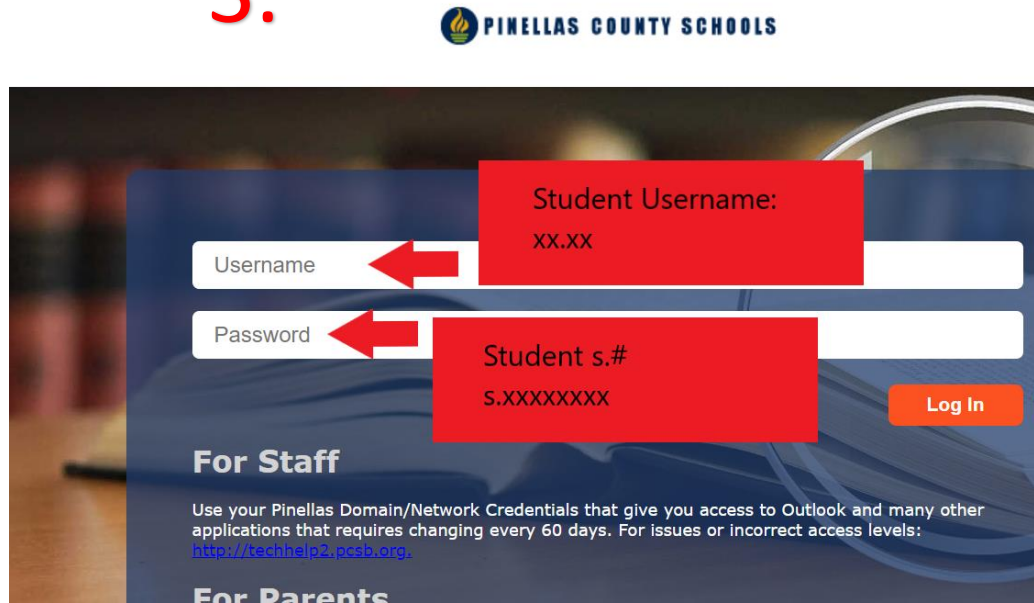 3.
PINELLAS COUNTY SCHOOLS
Student Username:
xx.xx
Username
Password
Student s.#
s.xxxxxxxx
Log In
For Staff
Use your Pinellas Domain/Network Credentials that give you access to Outlook and many other
applications that requires changing every 60 days. For issues or incorrect access levels:
http://techhelp2.pcsb.org.
For Parents